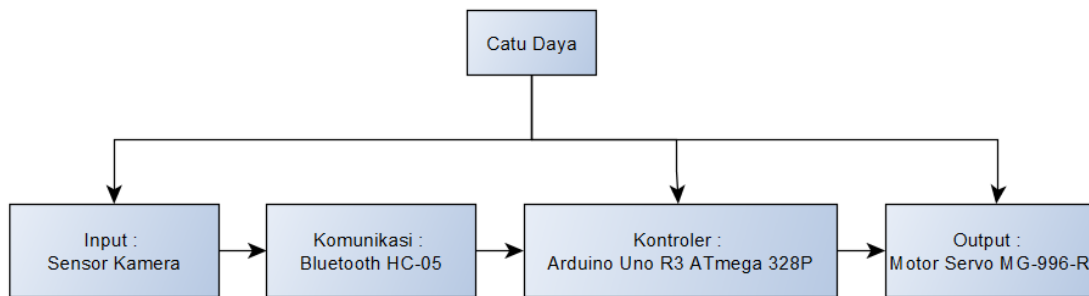 Catu Daya
Input :
Sensor Kamera
Komunikasi :
Bluetooth HC-05
Kontroler :
Arduino Uno R3 ATmega 328P
Output :
Motor Servo MG-996-R